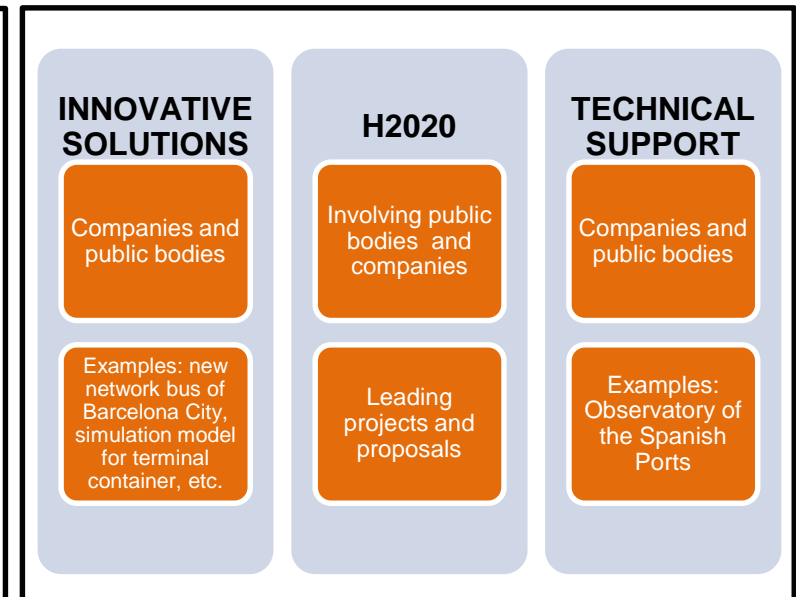 INNOVATIVE
SOLUTIONS
Companies and
public bodies
Examples: new
network bus of
Barcelona City,
simulation model
for terminal
container, etc.
H2020
Involving public
bodies and
companies
Leading
projects and
proposals
TECHNICAL
SUPPORT
Companies and
public bodies
Examples:
Observatory of
the Spanish
Ports